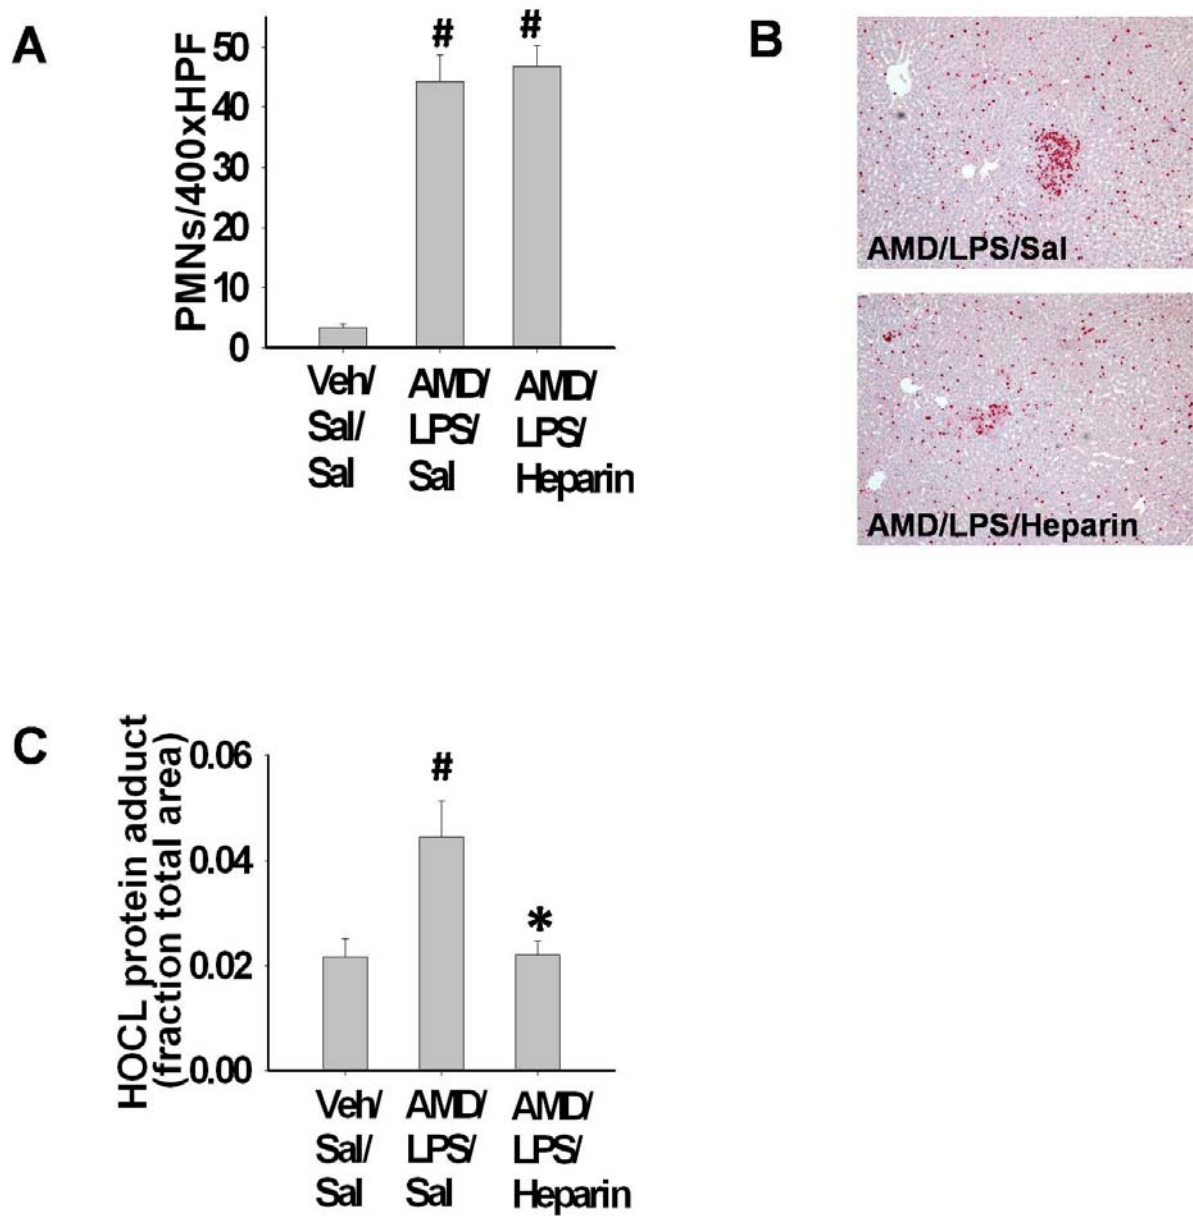 A
PMNs/400xHPF
50
40
30
20
10
0
#
#
Veh/
Sal/
Sal
AMD/
LPS/
Sal
AMD/
LPS/
Heparin
B
AMD/LPS/Sal
AMD/LPS/Heparin
C
HOCL protein adduct
(fraction total area)
0.06
0.04
0.02
0.00
#
*
Veh/
Sal/
Sal
AMD/
LPS/
Sal
AMD/
LPS/
Heparin